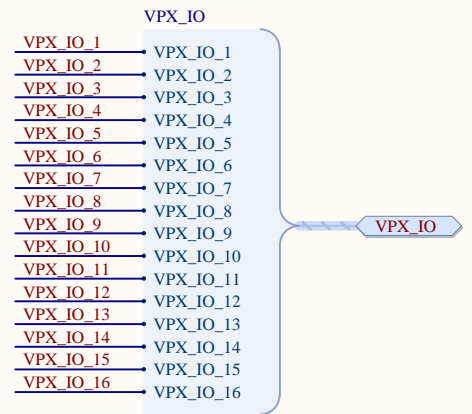 VPX_IO
VPX_IO_1 VPX_IO_1
VPX_IO_2 VPX_IO_2
VPX_IO_3 VPX_IO_3
VPX_IO_4 VPX_IO_4
VPX_IO_5 VPX_IO_5
VPX_IO_6 VPX_IO_6
VPX_IO_7 VPX_IO_7
VPX_IO_8 VPX_IO_8
VPX_IO
VPX_IO_9 VPX_IO_9
VPX_IO_10 VPX_IO_10
VPX_IO_11 VPX_IO_11
VPX_IO_12 VPX_IO_12
VPX_IO_13 VPX_IO_13
VPX_IO_14 VPX_IO_14
VPX_IO_15 VPX_IO_15
VPX_IO_16 VPX_IO_16